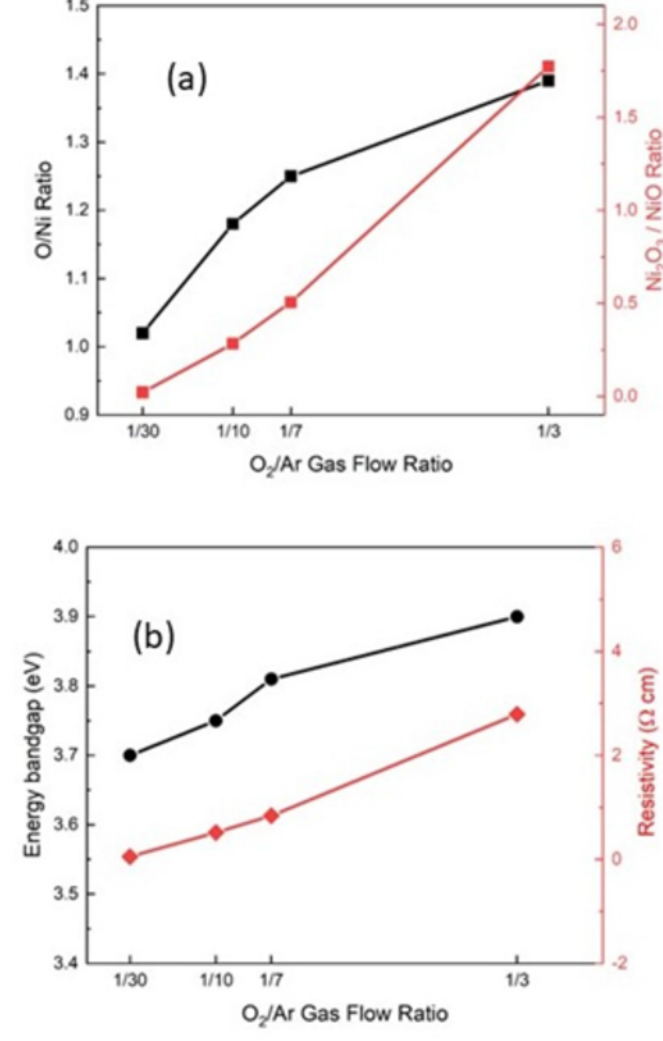 (a)
O/Ni Ratio
1.5
1.4
1.3
1.2
1.1
1.0
0.9
2.0
1.5
1.0
0.5
0.0
Ni₂O₃ / NiO Ratio
1/30 1/10 1/7 1/3
O₂/Ar Gas Flow Ratio
(b)
Energy bandgap (eV)
4.0
3.9
3.8
3.7
3.6
3.5
3.4
6
4
2
0
-2
Resistivity (Ω cm)
1/30 1/10 1/7 1/3
O₂/Ar Gas Flow Ratio